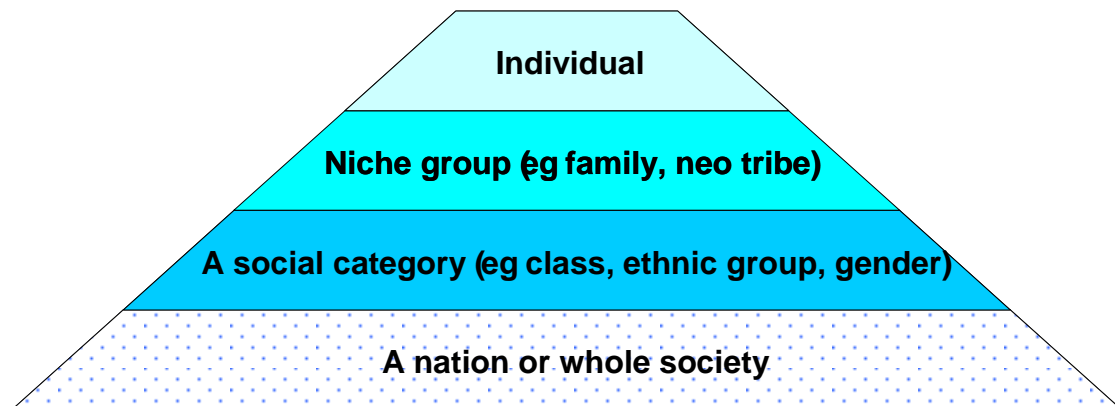 Individual
Niche group (eg family, neo tribe)
A social category (eg class, ethnic group, gender)
A nation or whole society